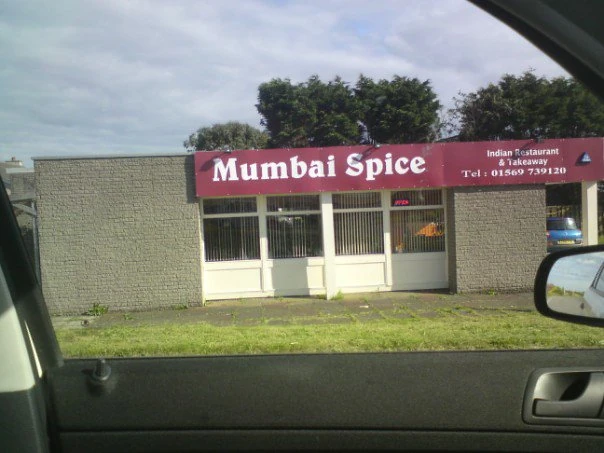 Mumbai Spice
Indian Restaurant
& Takeaway
Tel : 01569 739120